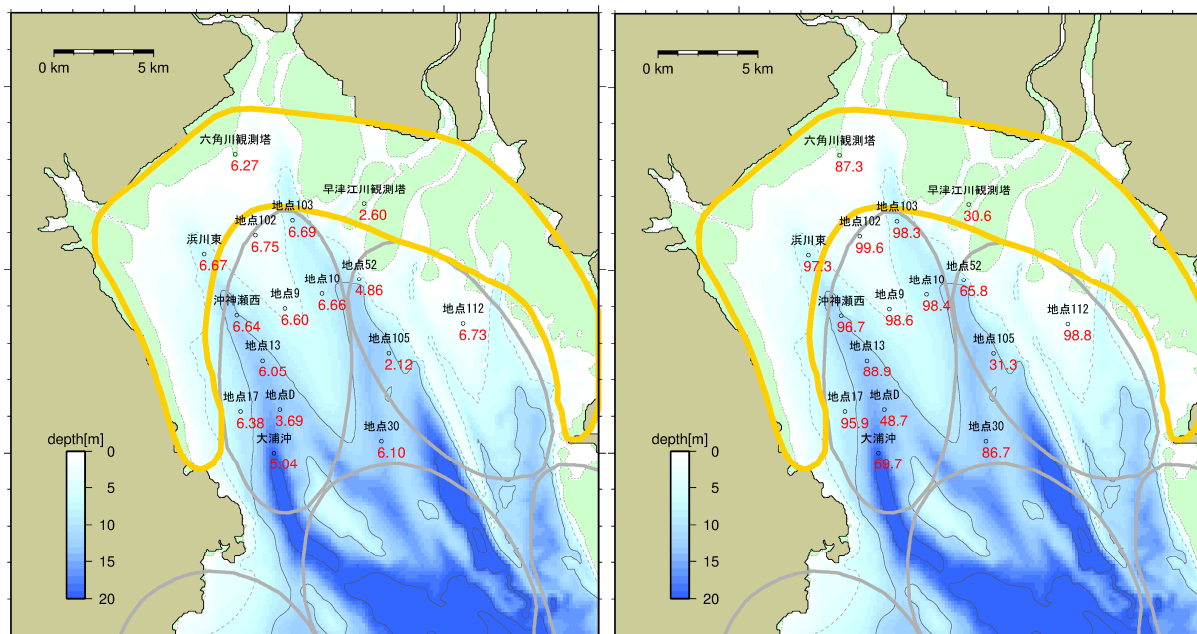 0 km 5 km
六角川観測塔
6.27
早津江川観測塔
2.60
地点103
6.69
地点102
6.75
浜川東
6.67
地点52
4.86
地点10
6.66
地点9
6.60
沖神瀬西
6.64
地点112
6.73
地点105
2.12
地点13
6.05
地点17
6.38
地点D
3.69
大浦沖
5.04
地点30
6.10
depth[m]
0
5
10
15
20
0 km 5 km
六角川観測塔
87.3
早津江川観測塔
30.6
地点103
98.3
地点102
99.6
浜川東
97.3
地点52
65.8
地点10
98.4
地点9
98.6
沖神瀬西
96.7
地点112
98.8
地点105
31.3
地点13
88.9
地点17
95.9
地点D
48.7
大浦沖
59.7
地点30
86.7
depth[m]
0
5
10
15
20